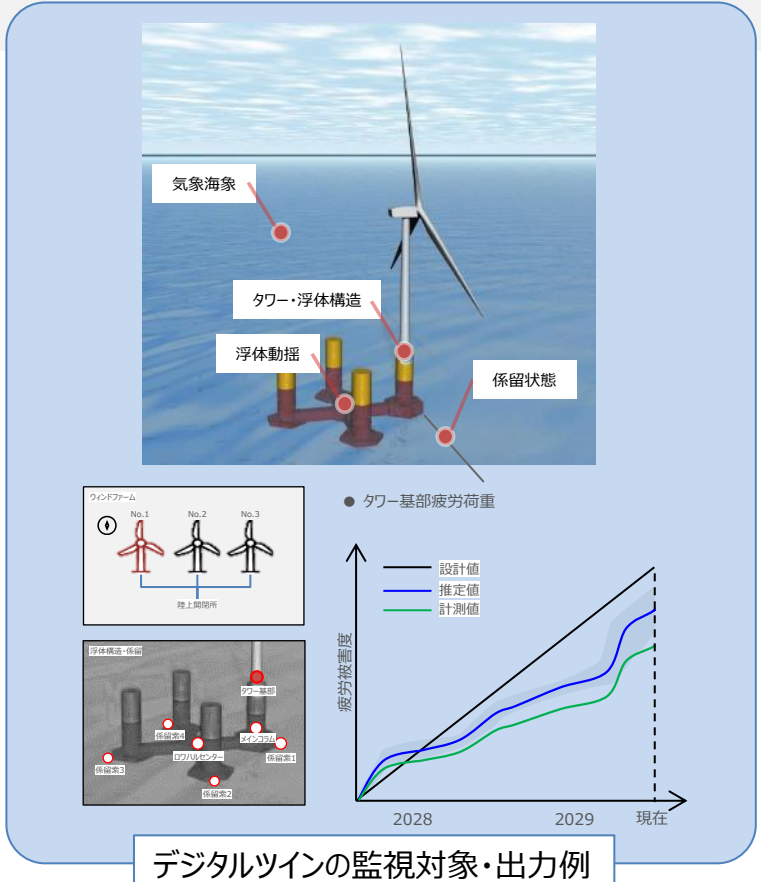 気象海象
タワー・浮体構造
浮体動揺
係留状態
ウィンドファーム
No.1
No.2
No.3
陸上開閉所
浮体構造・係留
タワー基部
係留索4
メインコラム
ロワハルセンター
係留索1
係留索3
係留索2
● タワー基部疲労荷重
設計値
推定値
計測値
疲労被害度
2028
2029
現在
デジタルツインの監視対象・出力例